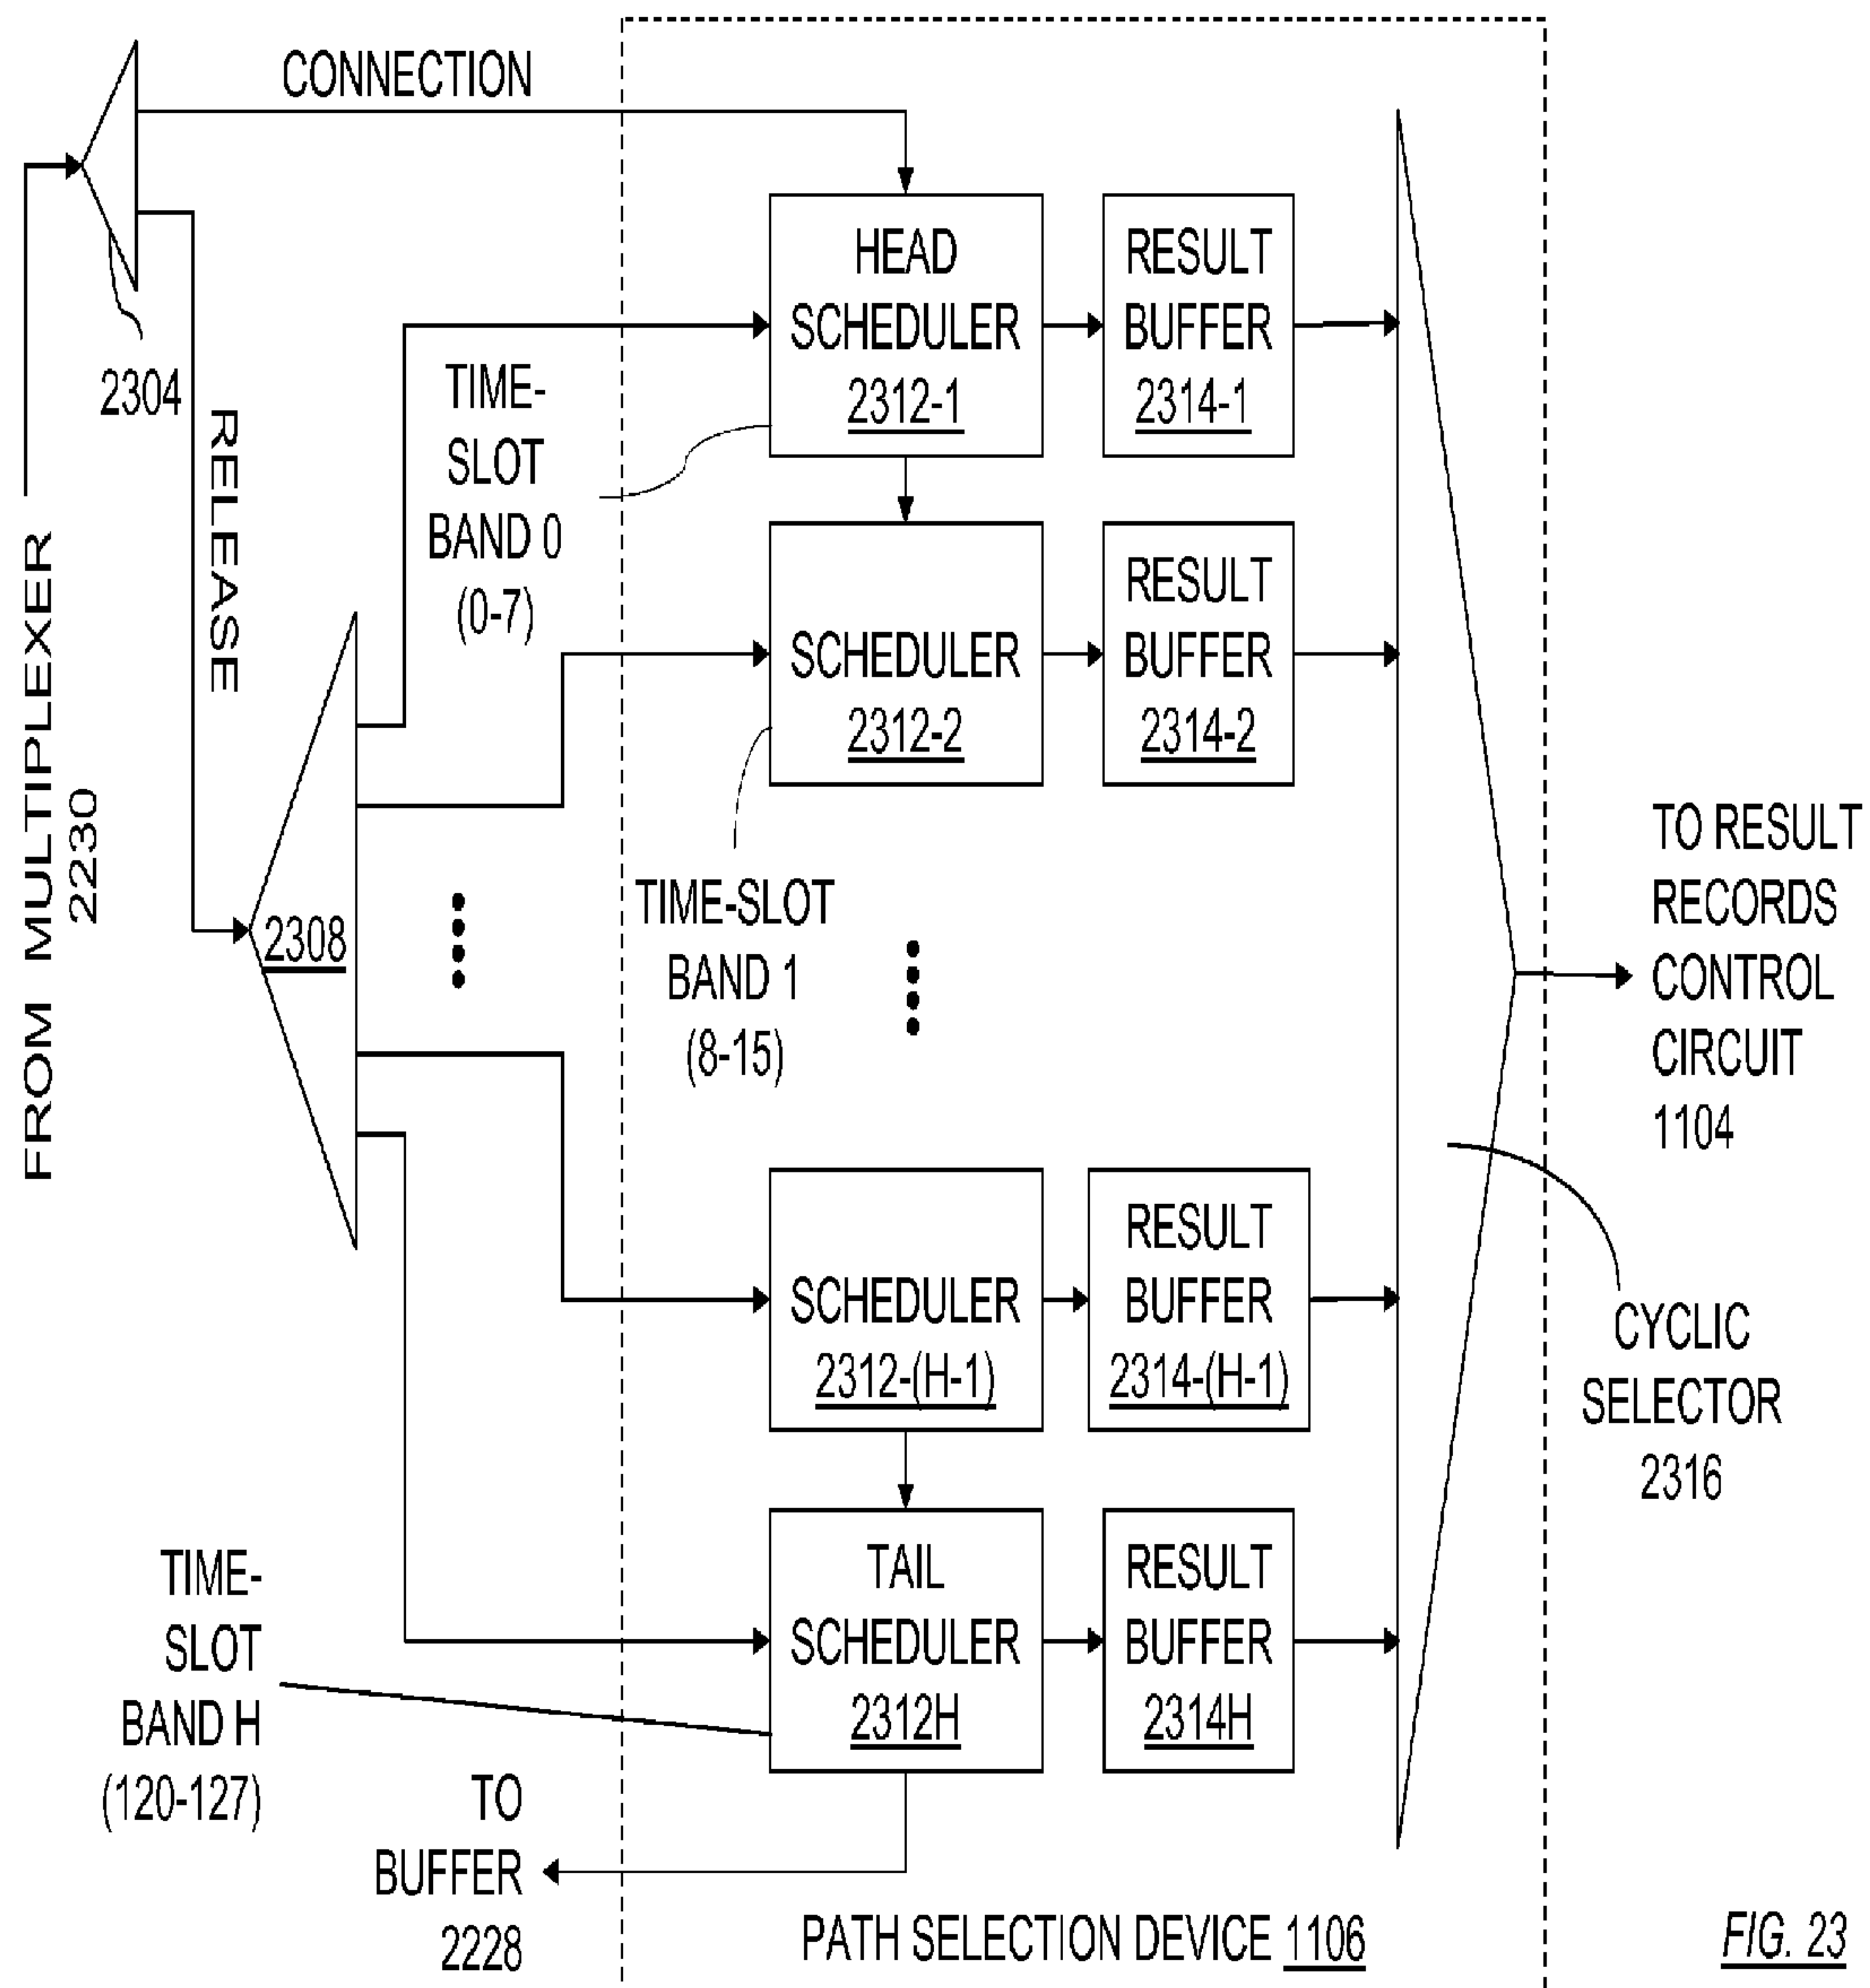 CONNECTION
FROM MULTIPLEXER
2230
2304
RELEASE
2308
TIME-
SLOT
BAND 0
(0-7)
HEAD
SCHEDULER
2312-1
RESULT
BUFFER
2314-1
SCHEDULER
2312-2
RESULT
BUFFER
2314-2
TIME-SLOT
BAND 1
(8-15)
TO RESULT
RECORDS
CONTROL
CIRCUIT
1104
SCHEDULER
2312-(H-1)
RESULT
BUFFER
2314-(H-1)
CYCLIC
SELECTOR
2316
TIME-
SLOT
BAND H
(120-127)
TAIL
SCHEDULER
2312H
RESULT
BUFFER
2314H
TO
BUFFER
2228
PATH SELECTION DEVICE 1106
FIG. 23